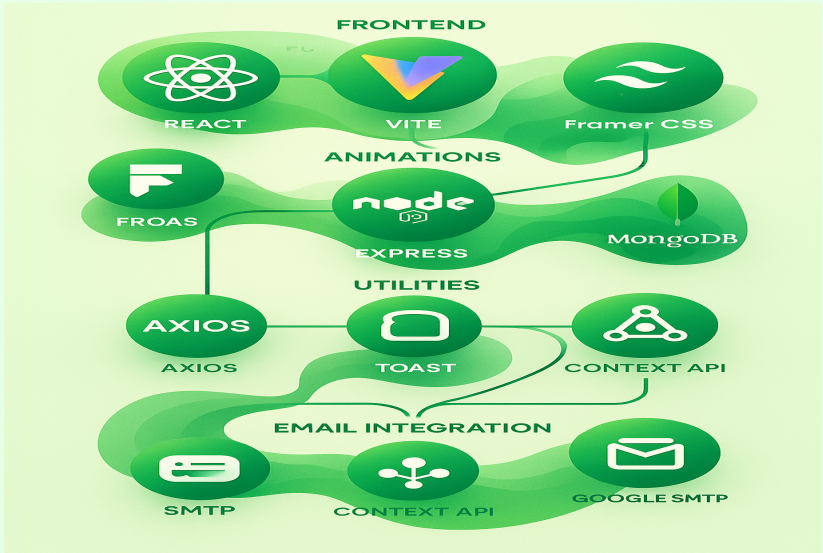 FRONTEND
REACT
VITE
Framer CSS
ANIMATIONS
FROAS
node
JS
EXPRESS
MongoDB
UTILITIES
AXIOS
AXIOS
TOAST
CONTEXT API
EMAIL INTEGRATION
SMTP
CONTEXT API
GOOGLE SMTP